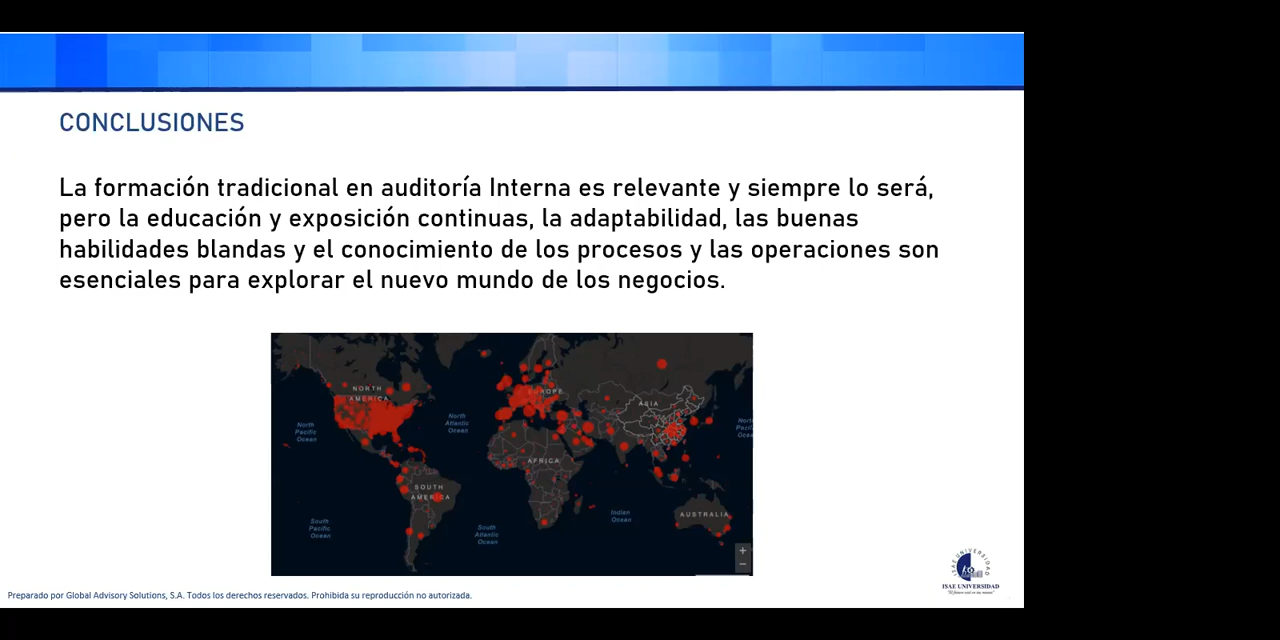 CONCLUSIONES
La formación tradicional en auditoría Interna es relevante y siempre lo será,
pero la educación y exposición continuas, la adaptabilidad, las buenas
habilidades blandas y el conocimiento de los procesos y las operaciones son
esenciales para explorar el nuevo mundo de los negocios.
NORTH
AMERICA
EUROPE
ASIA
North
Atlantic
Ocean
North
Pacific
Ocean
AFRICA
SOUTH
AMERICA
AUSTRALIA
South
Pacific
Ocean
South
Atlantic
Ocean
Indian
Ocean
+
−
ISAE UNIVERSIDAD
ISAE UNIVERSIDAD
Preparado por Global Advisory Solutions, S.A. Todos los derechos reservados. Prohibida su reproducción no autorizada.